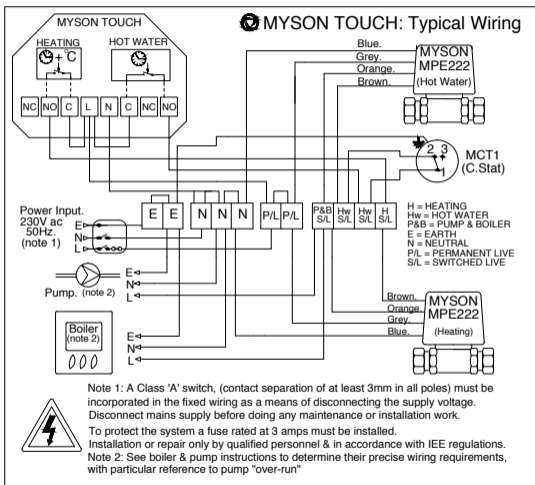 MYSON TOUCH: Typical Wiring
MYSON TOUCH
HEATING
HOT WATER
+°C
NC NO C L N C NC NO
Blue.
Grey.
Orange.
Brown.
MYSON
MPE222
(Hot Water)
2 3
1
MCT1
(C.Stat)
Power Input.
230V ac
50Hz.
(note 1)
E
N
L
E E N N N P/L P/L P&B S/L Hw S/L Hw S/L H S/L
H = HEATING
Hw = HOT WATER
P&B = PUMP & BOILER
E = EARTH
N = NEUTRAL
P/L = PERMANENT LIVE
S/L = SWITCHED LIVE
Pump. (note 2)
E
N
L
Boiler
(note 2)
E
N
L
Brown.
Orange
Grey.
Blue.
MYSON
MPE222
(Heating)
Note 1: A Class 'A' switch, (contact separation of at least 3mm in all poles) must be
incorporated in the fixed wiring as a means of disconnecting the supply voltage.
Disconnect mains supply before doing any maintenance or installation work.
To protect the system a fuse rated at 3 amps must be installed.
Installation or repair only by qualified personnel & in accordance with IEE regulations.
Note 2: See boiler & pump instructions to determine their precise wiring requirements,
with particular reference to pump "over-run"